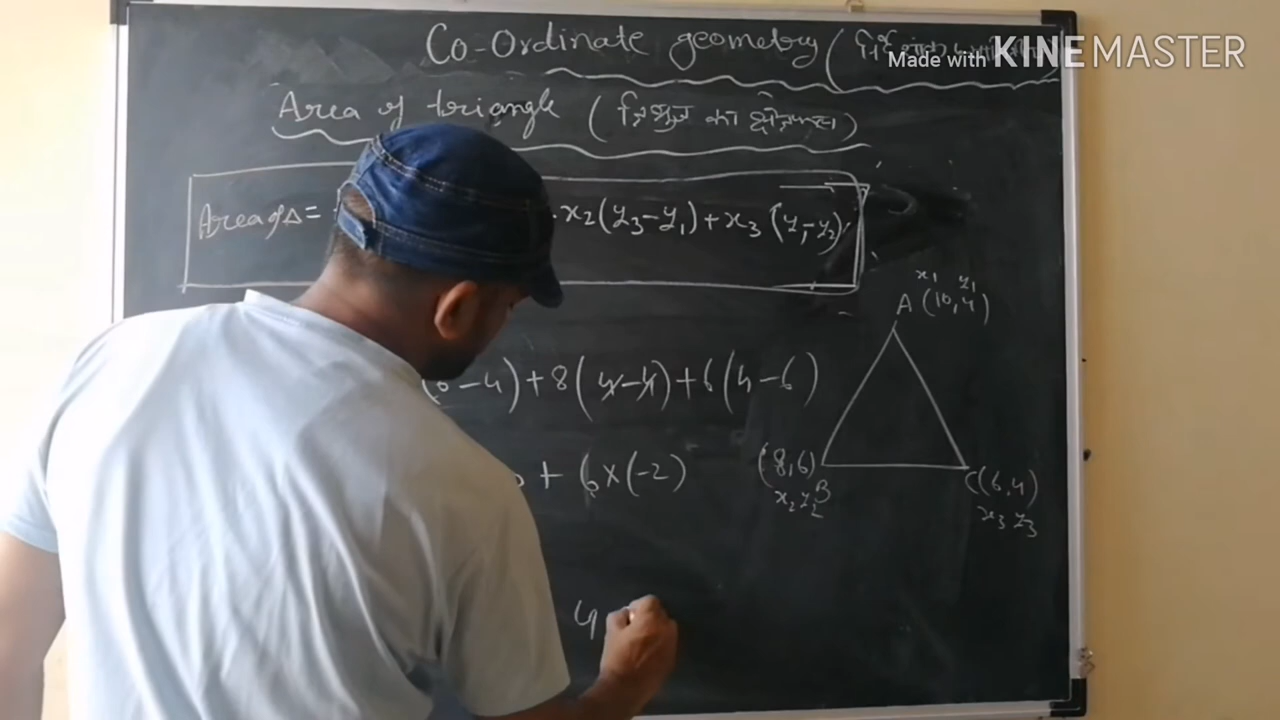 Co-Ordinate geometry (
Made with KINEMASTER
Area of triangle ( त्रिभुज का क्षेत्रफल )
Area of Δ = x₂(y₃-y₁)+x₃(y₁-y₂)
x₁ y₁
A (10,4)
-4)+8(4-4)+6(4-6)
+ 6×(-2)
(8,6)
B
x₂ y₂
C(6,4)
x₃ y₃
4